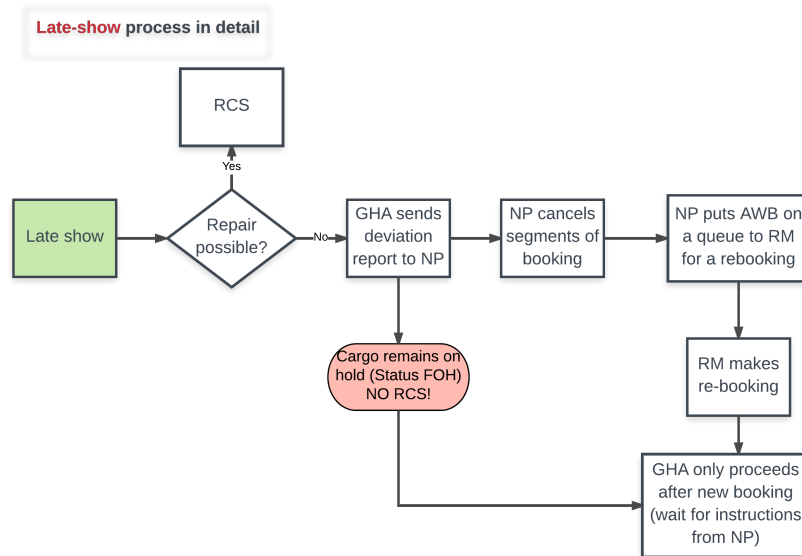 Late-show process in detail
RCS
Yes
Late show
Repair
possible?
No
GHA sends
deviation
report to NP
NP cancels
segments of
booking
NP puts AWB on
a queue to RM
for a rebooking
Cargo remains on
hold (Status FOH)
NO RCS!
RM makes
re-booking
GHA only proceeds
after new booking
(wait for instructions
from NP)